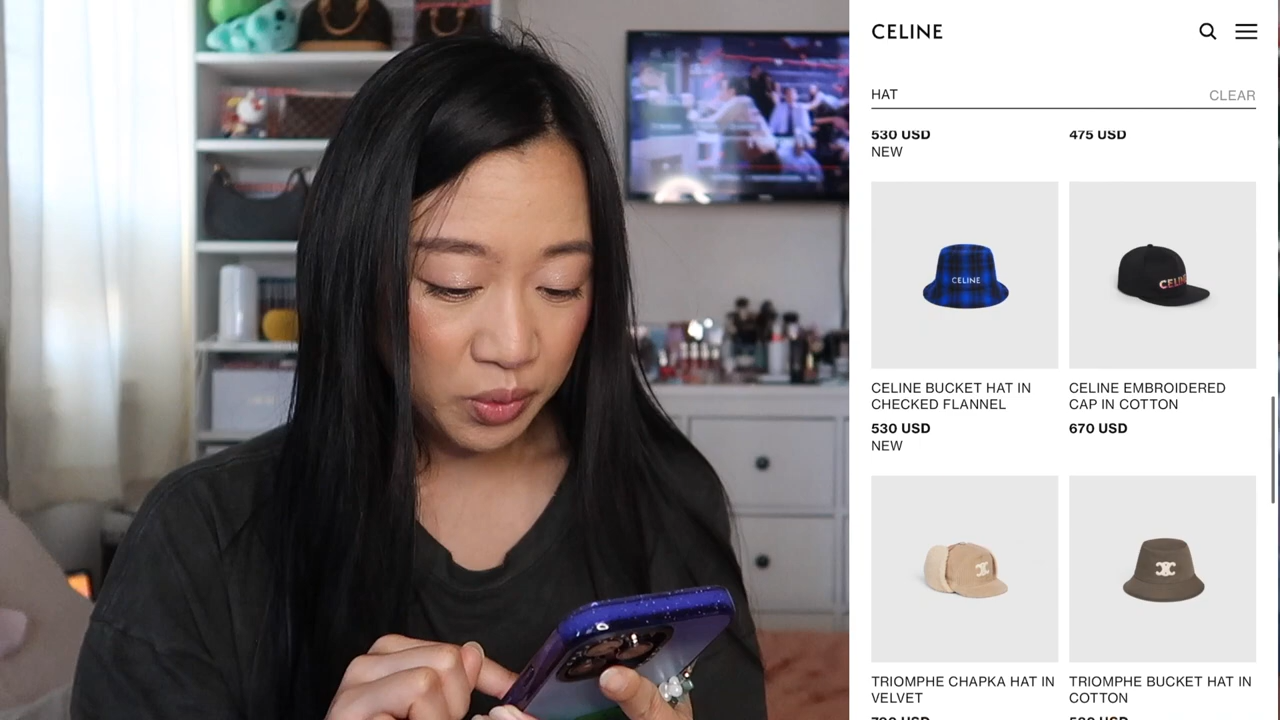 CELINE
HAT
CLEAR
530 USD
475 USD
NEW
CELINE
CELINE BUCKET HAT IN
CHECKED FLANNEL
530 USD
NEW
CELINE EMBROIDERED
CAP IN COTTON
670 USD
TRIOMPHE CHAPKA HAT IN
VELVET
TRIOMPHE BUCKET HAT IN
COTTON